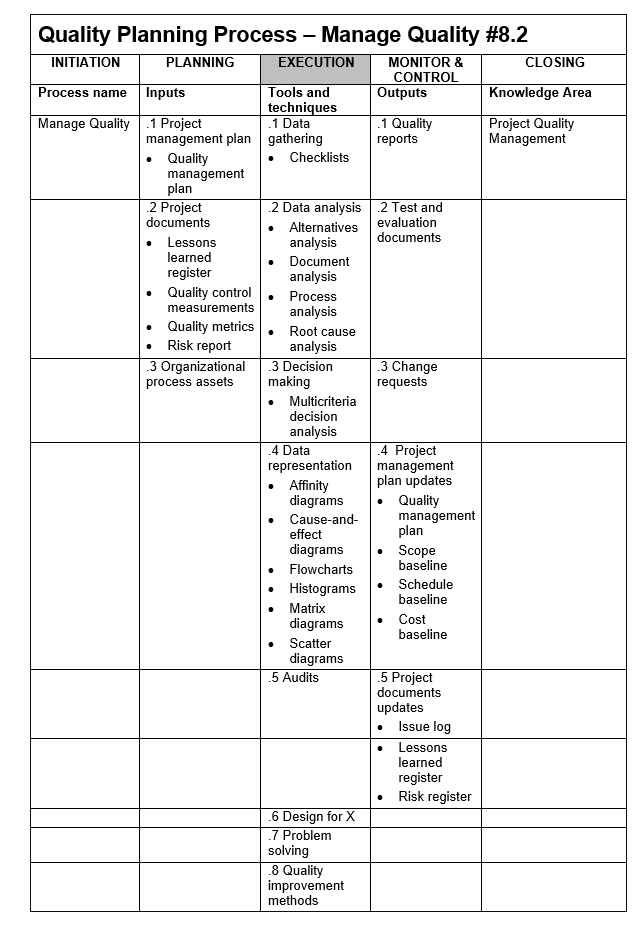 Quality Planning Process – Manage Quality #8.2
INITIATION
PLANNING
EXECUTION
MONITOR &
CONTROL
CLOSING
Process name
Inputs
Tools and
techniques
Outputs
Knowledge Area
Manage Quality
.1 Project
management plan
• Quality
management
plan
.1 Data
gathering
• Checklists
.1 Quality
reports
Project Quality
Management
.2 Project
documents
• Lessons
learned
register
• Quality control
measurements
• Quality metrics
• Risk report
.2 Data analysis
• Alternatives
analysis
• Document
analysis
• Process
analysis
• Root cause
analysis
.2 Test and
evaluation
documents
.3 Organizational
process assets
.3 Decision
making
• Multicriteria
decision
analysis
.3 Change
requests
.4 Data
representation
• Affinity
diagrams
• Cause-and-
effect
diagrams
• Flowcharts
• Histograms
• Matrix
diagrams
• Scatter
diagrams
.4 Project
management
plan updates
• Quality
management
plan
• Scope
baseline
• Schedule
baseline
• Cost
baseline
.5 Audits
.5 Project
documents
updates
• Issue log
• Lessons
learned
register
• Risk register
.6 Design for X
.7 Problem
solving
.8 Quality
improvement
methods